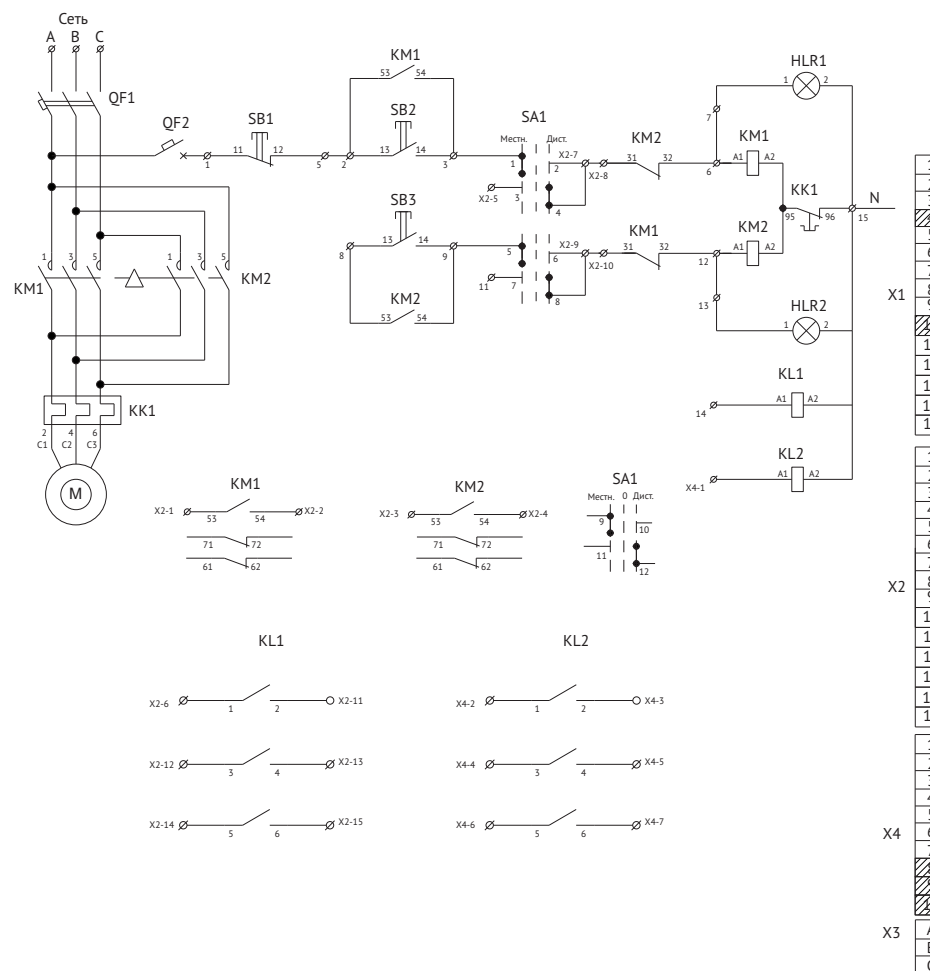 Сеть
A B C
QF1
QF2
SB1
11 12
1
5
2
KM1
53 54
SB2
13 14
3
SA1
Местн. Дист.
1
2
X2-7
X2-5
3
4
X2-8
KM2
31 32
6
7
HLR1
1 2
KM1
A1 A2
KK1
95 96
15
N
SB3
13 14
8
9
KM2
53 54
5
6
X2-9
11
7
8
X2-10
KM1
31 32
12
13
KM2
A1 A2
HLR2
1 2
KL1
14
A1 A2
KL2
X4-1
A1 A2
KM1
1 3 5
1 3 5
KM2
KK1
2 4 6
C1 C2 C3
M
KM1
X2-1
53 54
X2-2
71 72
61 62
KM2
X2-3
53 54
X2-4
71 72
61 62
SA1
Местн. 0 Дист.
9
10
11
12
KL1
X2-6
1 2
X2-11
X2-12
3 4
X2-13
X2-14
5 6
X2-15
KL2
X4-2
1 2
X4-3
X4-4
3 4
X4-5
X4-6
5 6
X4-7
X1
X2
X4
X3